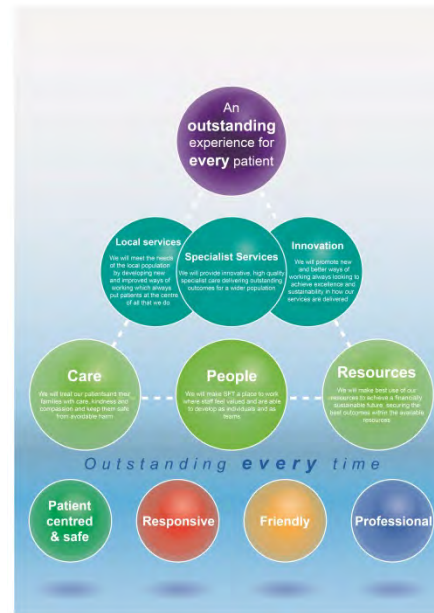 An
outstanding
experience for
every patient
Local services
We will meet the needs
of the local population
by developing new
and improved ways of
working which always
put patients at the centre
of all that we do
Specialist Services
We will provide innovative, high quality
specialist care delivering outstanding
outcomes for a wider population
Innovation
We will promote new
and better ways of
working always looking to
achieve excellence and
sustainability in how our
services are delivered
Care
We will treat our patients and their
families with care, kindness and
compassion and keep them safe
from avoidable harm
People
We will make SFT a place to work
where staff feel valued and are able
to develop as individuals and as
teams
Resources
We will make best use of our
resources to achieve a financially
sustainable future, securing the
best outcomes within the available
resources
Outstanding every time
Patient
centred
& safe
Responsive
Friendly
Professional